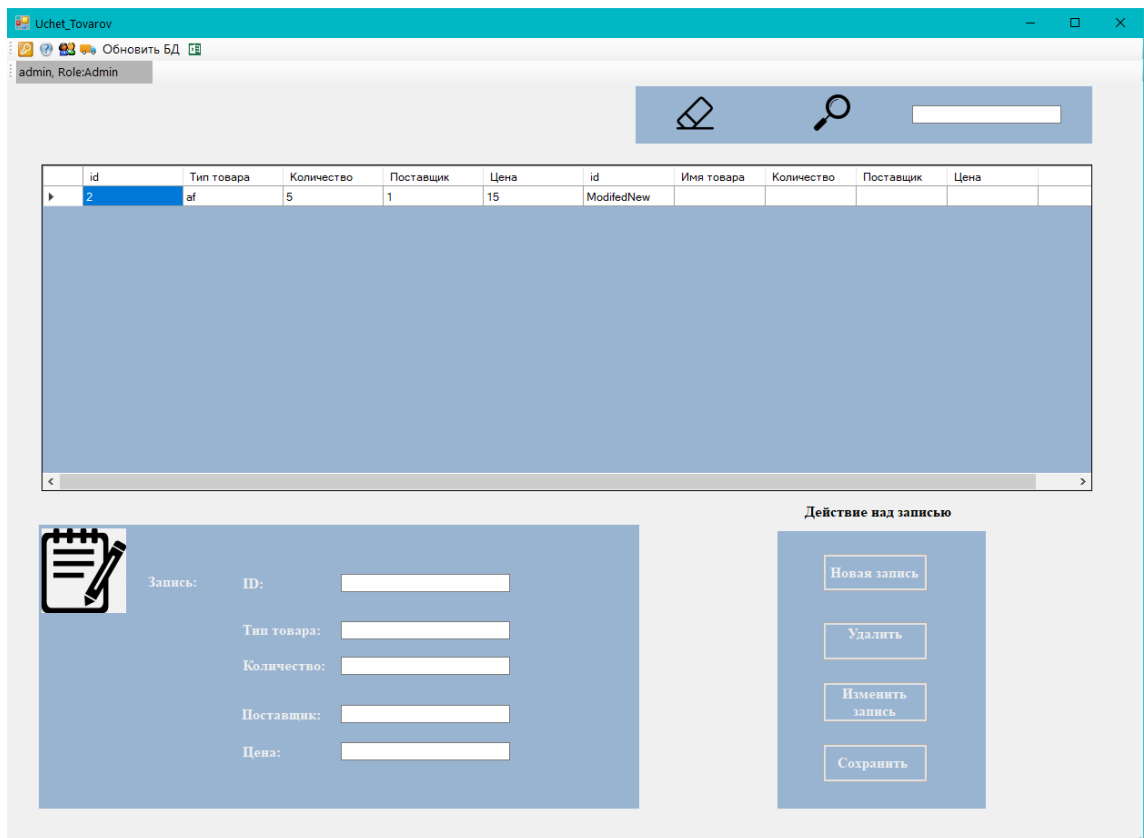 Uchet_Tovarov
Обновить БД
admin, Role:Admin
id Тип товара Количество Поставщик Цена id Имя товара Количество Поставщик Цена
2 af 5 1 15 ModifedNew
Действие над записью
Запись: ID:
Тип товара:
Количество:
Поставщик:
Цена:
Новая запись
Удалить
Изменить
запись
Сохранить